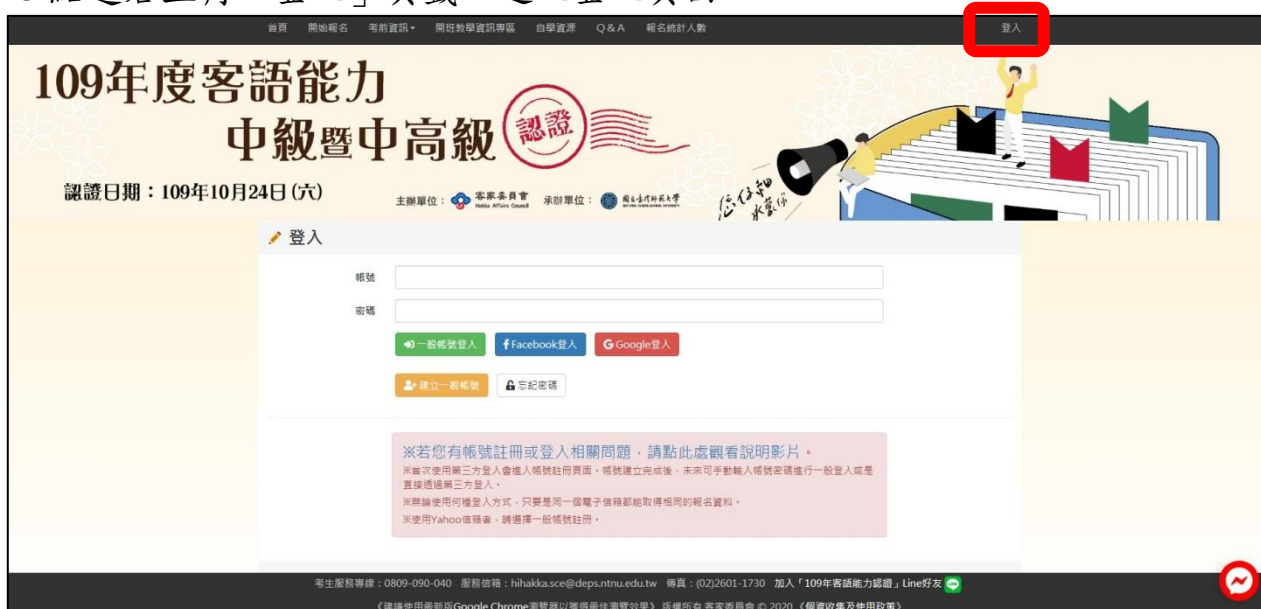 首頁 開始報名 考前資訊 開班教學資訊專區 自學資源 Q&A 報名統計人數 登入
109年度客語能力
中級暨中高級 認證
認證日期：109年10月24日(六)
主辦單位： 客家委員會 Hakka Affairs Council 承辦單位： 國立臺灣師範大學
登入
帳號
密碼
一般帳號登入 Facebook登入 Google登入
建立一般帳號 忘記密碼
※若您有帳號註冊或登入相關問題，請點此處觀看說明影片。
※首次使用第三方登入會進入帳號註冊頁面。帳號建立完成後，未來可手動輸入帳號密碼進行一般登入或是
直接透過第三方登入。
※無論使用何種登入方式，只要是同一個電子信箱都能取得相同的報名資料。
※使用Yahoo信箱者，請選擇一般帳號註冊。
考生服務專線：0809-090-040 服務信箱：hihakka.sce@deps.ntnu.edu.tw 傳真：(02)2601-1730 加入「109年客語能力認證」Line好友
《建議使用最新版Google Chrome瀏覽器以獲得最佳瀏覽效果》 版權所有 客家委員會 © 2020 《個資收集及使用政策》